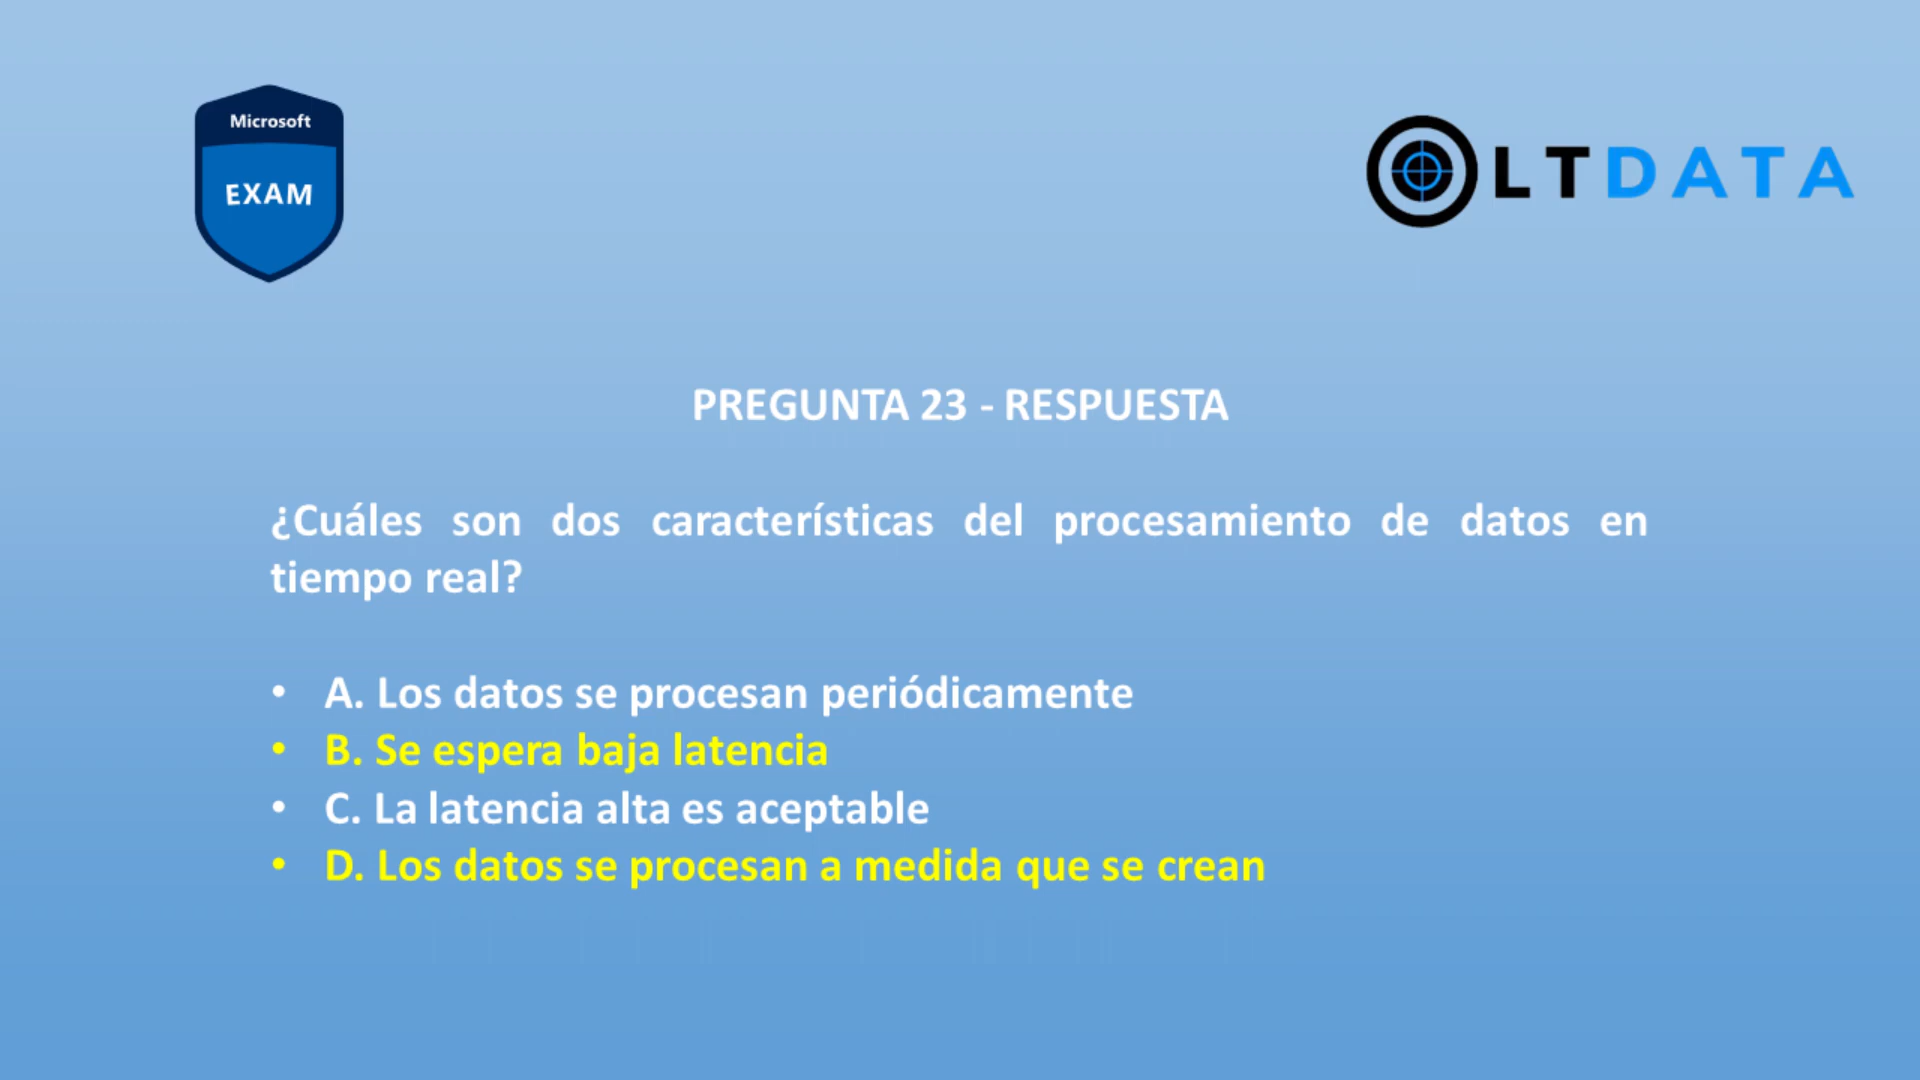 Microsoft
EXAM
LTDATA
PREGUNTA 23 - RESPUESTA
¿Cuáles son dos características del procesamiento de datos en
tiempo real?
• A. Los datos se procesan periódicamente
• B. Se espera baja latencia
• C. La latencia alta es aceptable
• D. Los datos se procesan a medida que se crean